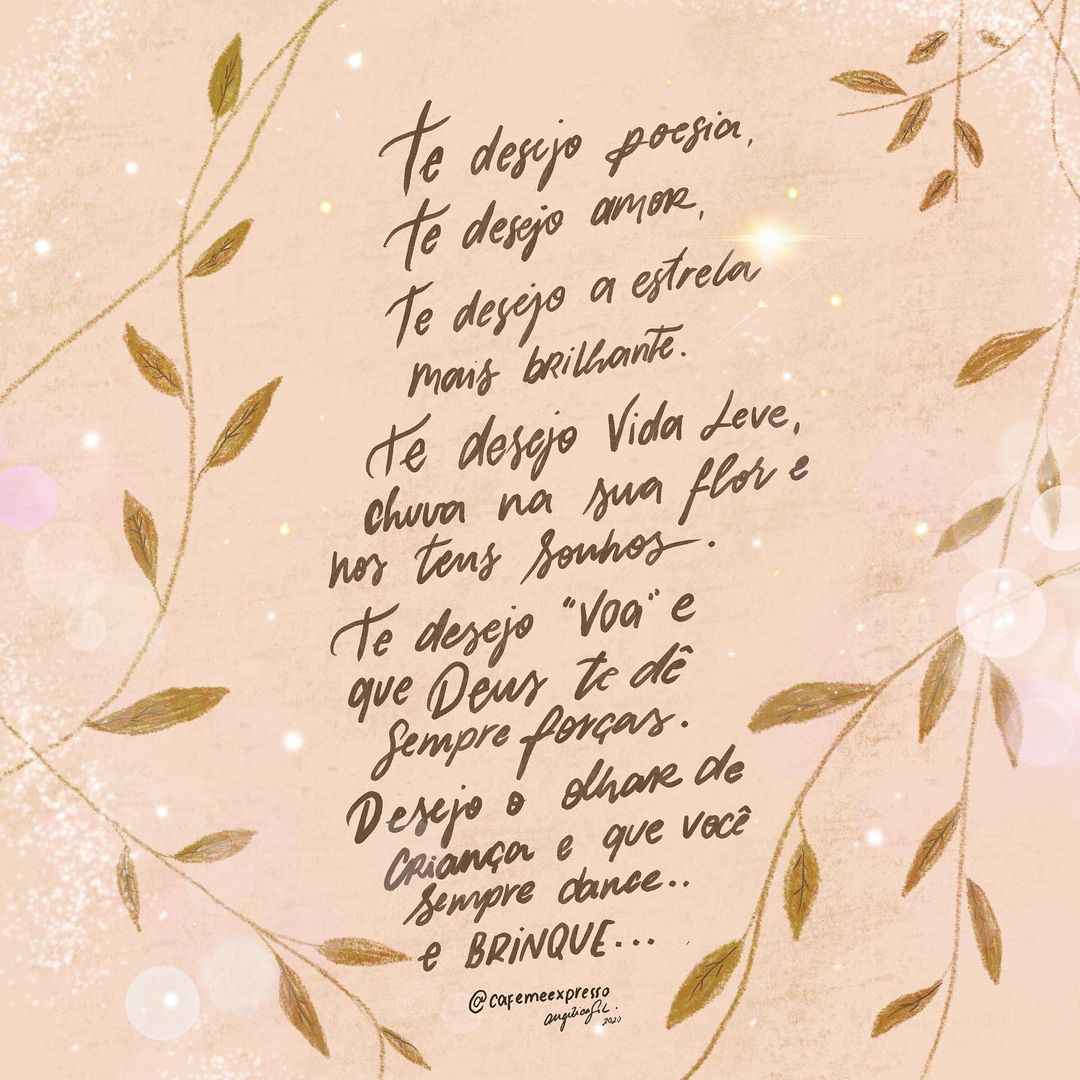 Te desejo poesia,
te desejo amor,
Te desejo a estrela
mais brilhante.
Te desejo Vida Leve,
chuva na sua flor e
nos teus sonhos.
Te desejo "Voa" e
que Deus te dê
sempre forças.
Desejo o olhar de
criança e que você
sempre dance..
e BRINQUE...
@cafemeexpresso
angélica Gil.
2020